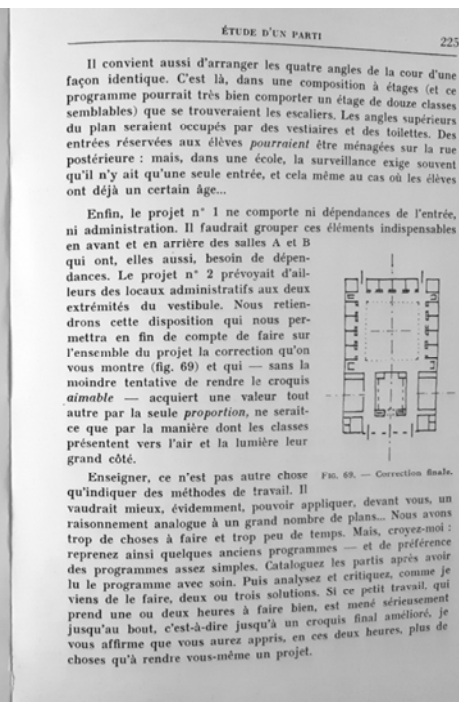 ÉTUDE D'UN PARTI
225
Il convient aussi d'arranger les quatre angles de la cour d'une
façon identique. C'est là, dans une composition à étages (et ce
programme pourrait très bien comporter un étage de douze classes
semblables) que se trouveraient les escaliers. Les angles supérieurs
du plan seraient occupés par des vestiaires et des toilettes. Des
entrées réservées aux élèves pourraient être ménagées sur la rue
postérieure : mais, dans une école, la surveillance exige souvent
qu'il n'y ait qu'une seule entrée, et cela même au cas où les élèves
ont déjà un certain âge...
Enfin, le projet n° 1 ne comporte ni dépendances de l'entrée,
ni administration. Il faudrait grouper ces éléments indispensables
en avant et en arrière des salles A et B
qui ont, elles aussi, besoin de dépen-
dances. Le projet n° 2 prévoyait d'ail-
leurs des locaux administratifs aux deux
extrémités du vestibule. Nous retien-
drons cette disposition qui nous per-
mettra en fin de compte de faire sur
l'ensemble du projet la correction qu'on
vous montre (fig. 69) et qui — sans la
moindre tentative de rendre le croquis
aimable — acquiert une valeur tout
autre par la seule proportion, ne serait-
ce que par la manière dont les classes
présentent vers l'air et la lumière leur
grand côté.
FIG. 69. — Correction finale.
Enseigner, ce n'est pas autre chose
qu'indiquer des méthodes de travail. Il
vaudrait mieux, évidemment, pouvoir appliquer, devant vous, un
raisonnement analogue à un grand nombre de plans... Nous avons
trop de choses à faire et trop peu de temps. Mais, croyez-moi :
reprenez ainsi quelques anciens programmes — et de préférence
des programmes assez simples. Cataloguez les partis après avoir
lu le programme avec soin. Puis analysez et critiquez, comme je
viens de le faire, deux ou trois solutions. Si ce petit travail, qui
prend une ou deux heures à faire bien, est mené sérieusement
jusqu'au bout, c'est-à-dire jusqu'à un croquis final amélioré, je
vous affirme que vous aurez appris, en ces deux heures, plus de
choses qu'à rendre vous-même un projet.